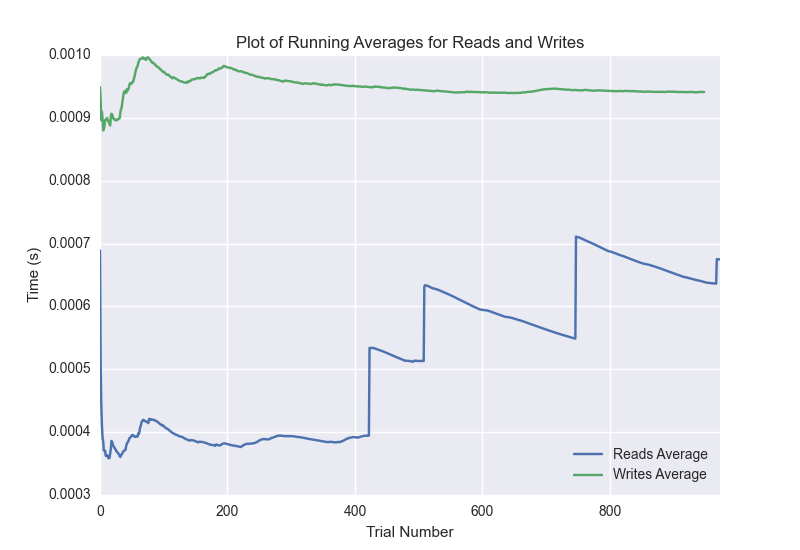 Plot of Running Averages for Reads and Writes
0.0010
0.0009
0.0008
0.0007
0.0006
0.0005
0.0004
0.0003
Time (s)
0
200
400
600
800
Trial Number
Reads Average
Writes Average